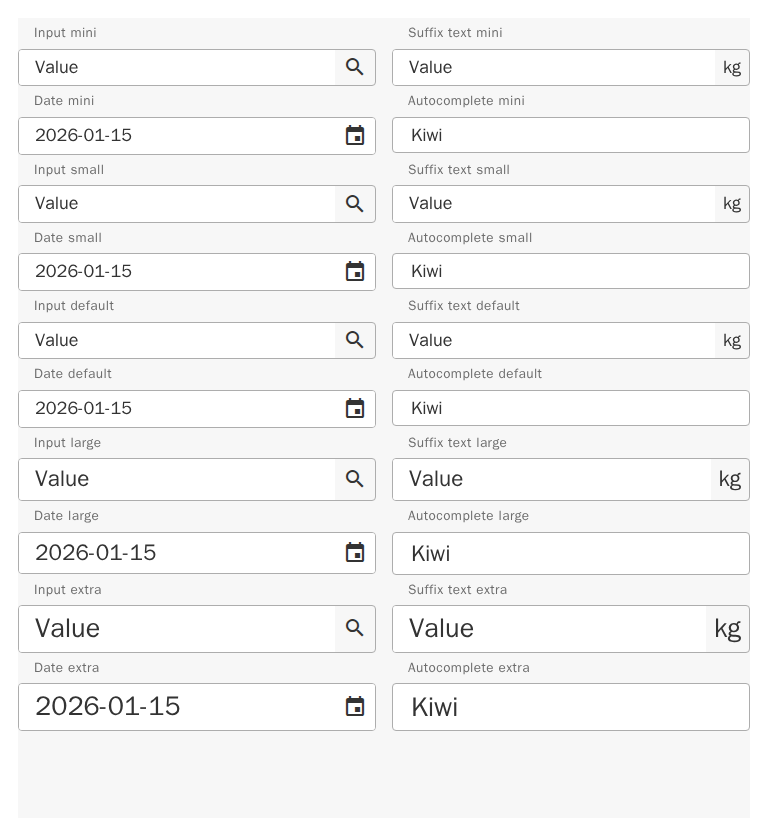 Input mini
Suffix text mini
Value
Value kg
Date mini
Autocomplete mini
2026-01-15
Kiwi
Input small
Suffix text small
Value
Value kg
Date small
Autocomplete small
2026-01-15
Kiwi
Input default
Suffix text default
Value
Value kg
Date default
Autocomplete default
2026-01-15
Kiwi
Input large
Suffix text large
Value
Value kg
Date large
Autocomplete large
2026-01-15
Kiwi
Input extra
Suffix text extra
Value
Value kg
Date extra
Autocomplete extra
2026-01-15
Kiwi